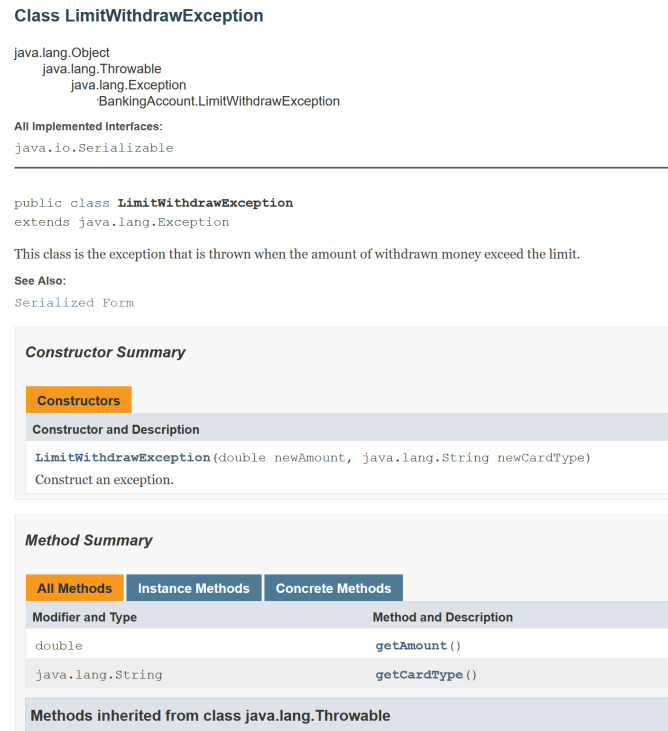 Class LimitWithdrawException
java.lang.Object
java.lang.Throwable
java.lang.Exception
BankingAccount.LimitWithdrawException
All Implemented Interfaces:
java.io.Serializable
public class LimitWithdrawException
extends java.lang.Exception
This class is the exception that is thrown when the amount of withdrawn money exceed the limit.
See Also:
Serialized Form
Constructor Summary
Constructors
Constructor and Description
LimitWithdrawException(double newAmount, java.lang.String newCardType)
Construct an exception.
Method Summary
All Methods Instance Methods Concrete Methods
Modifier and Type Method and Description
double getAmount()
java.lang.String getCardType()
Methods inherited from class java.lang.Throwable